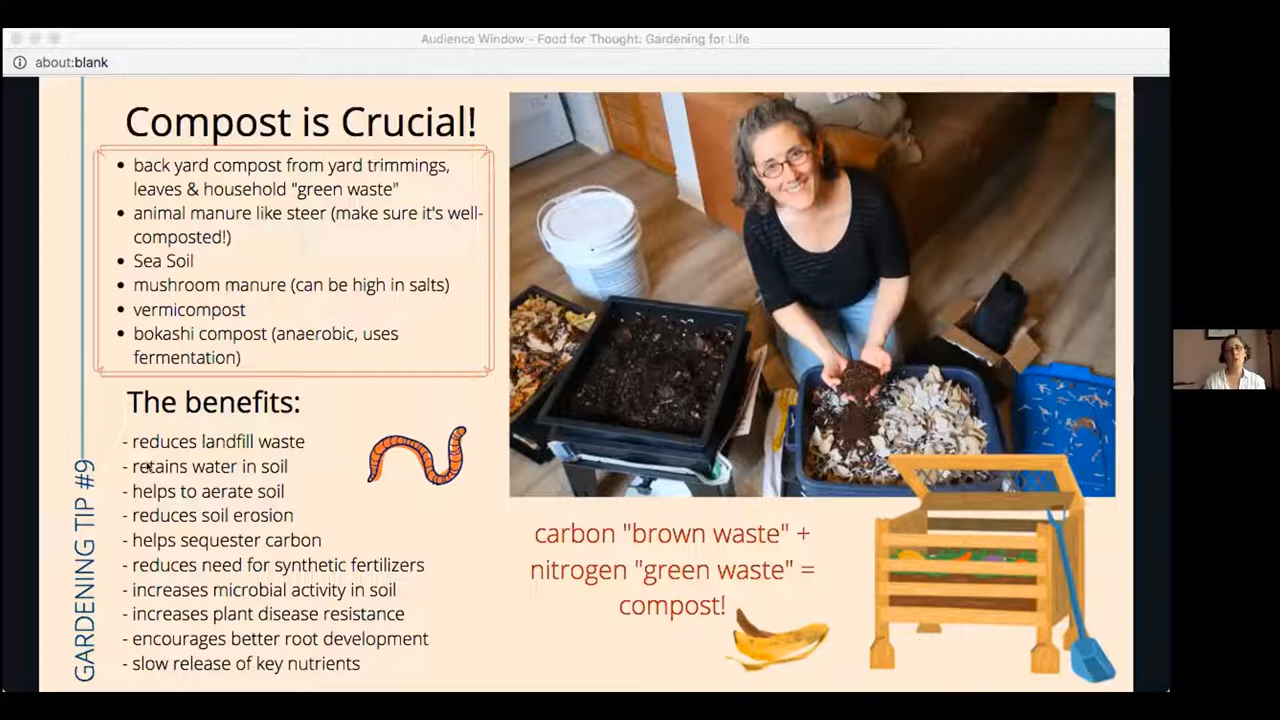 Audience Window - Food for Thought: Gardening for Life
about:blank
Compost is Crucial!
• back yard compost from yard trimmings,
leaves & household "green waste"
• animal manure like steer (make sure it's well-
composted!)
• Sea Soil
• mushroom manure (can be high in salts)
• vermicompost
• bokashi compost (anaerobic, uses
fermentation)
The benefits:
- reduces landfill waste
- retains water in soil
- helps to aerate soil
- reduces soil erosion
- helps sequester carbon
- reduces need for synthetic fertilizers
- increases microbial activity in soil
- increases plant disease resistance
- encourages better root development
- slow release of key nutrients
GARDENING TIP #9
carbon "brown waste" +
nitrogen "green waste" =
compost!